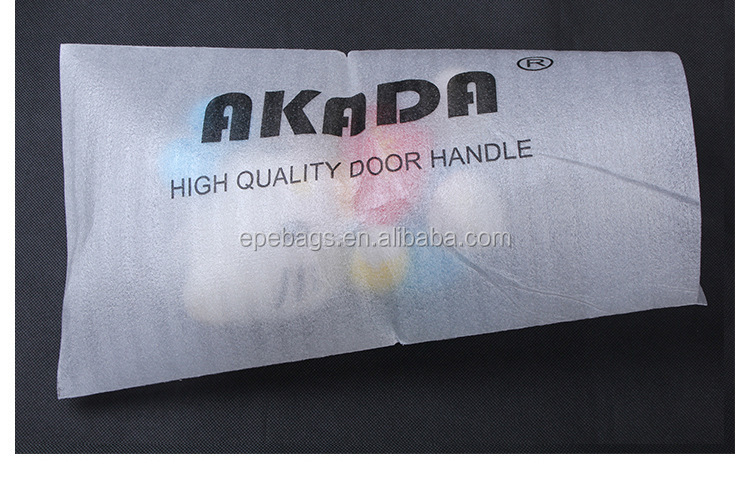 AKADA ®
HIGH QUALITY DOOR HANDLE
epebags.en.alibaba.com